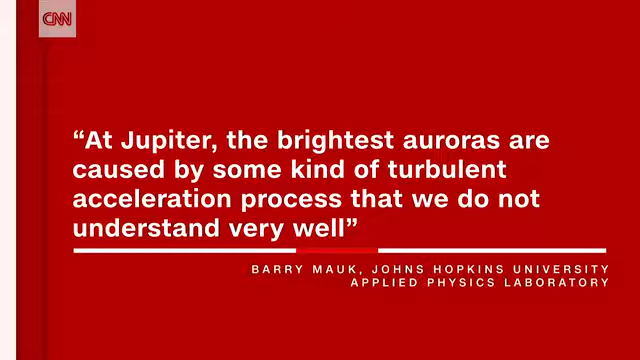 CNN
“At Jupiter, the brightest auroras are
caused by some kind of turbulent
acceleration process that we do not
understand very well”
BARRY MAUK, JOHNS HOPKINS UNIVERSITY
APPLIED PHYSICS LABORATORY